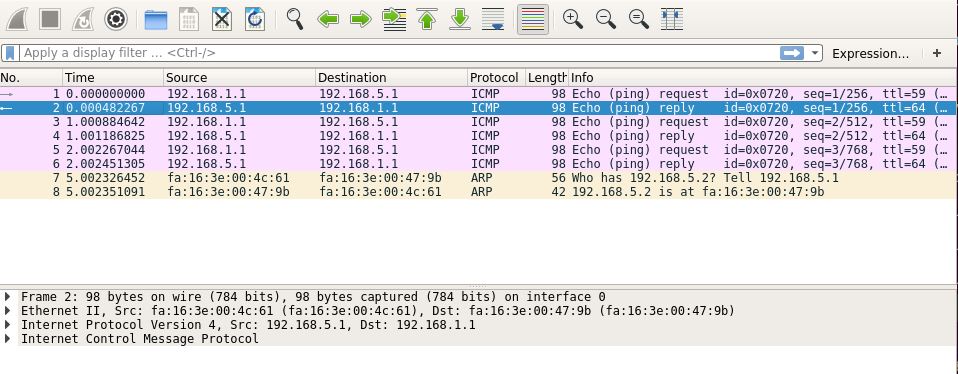 Apply a display filter ... <Ctrl-/> Expression... +
No. Time Source Destination Protocol Length Info
1 0.000000000 192.168.1.1 192.168.5.1 ICMP 98 Echo (ping) request id=0x0720, seq=1/256, ttl=59 (...
2 0.000482267 192.168.5.1 192.168.1.1 ICMP 98 Echo (ping) reply id=0x0720, seq=1/256, ttl=64 (...
3 1.000884642 192.168.1.1 192.168.5.1 ICMP 98 Echo (ping) request id=0x0720, seq=2/512, ttl=59 (...
4 1.001186825 192.168.5.1 192.168.1.1 ICMP 98 Echo (ping) reply id=0x0720, seq=2/512, ttl=64 (...
5 2.002267044 192.168.1.1 192.168.5.1 ICMP 98 Echo (ping) request id=0x0720, seq=3/768, ttl=59 (...
6 2.002451305 192.168.5.1 192.168.1.1 ICMP 98 Echo (ping) reply id=0x0720, seq=3/768, ttl=64 (...
7 5.002326452 fa:16:3e:00:4c:61 fa:16:3e:00:47:9b ARP 56 Who has 192.168.5.2? Tell 192.168.5.1
8 5.002351091 fa:16:3e:00:47:9b fa:16:3e:00:4c:61 ARP 42 192.168.5.2 is at fa:16:3e:00:47:9b
Frame 2: 98 bytes on wire (784 bits), 98 bytes captured (784 bits) on interface 0
Ethernet II, Src: fa:16:3e:00:4c:61 (fa:16:3e:00:4c:61), Dst: fa:16:3e:00:47:9b (fa:16:3e:00:47:9b)
Internet Protocol Version 4, Src: 192.168.5.1, Dst: 192.168.1.1
Internet Control Message Protocol